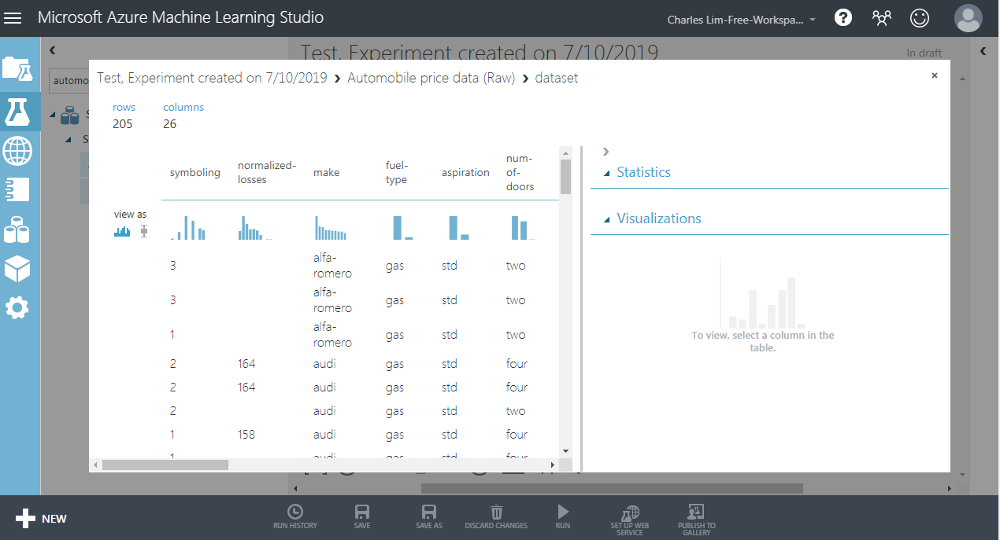 Microsoft Azure Machine Learning Studio
Charles Lim-Free-Workspa...
Test, Experiment created on 7/10/2019
In draft
automo
Test, Experiment created on 7/10/2019 › Automobile price data (Raw) › dataset
rows columns
205 26
symboling normalized-losses make fuel-type aspiration num-of-doors
view as
3 alfa-romero gas std two
3 alfa-romero gas std two
1 alfa-romero gas std two
2 164 audi gas std four
2 164 audi gas std four
2 audi gas std two
1 158 audi gas std four
1 audi gas std four
Statistics
Visualizations
To view, select a column in the
table.
NEW
RUN HISTORY SAVE SAVE AS DISCARD CHANGES RUN SET UP WEB SERVICE PUBLISH TO GALLERY